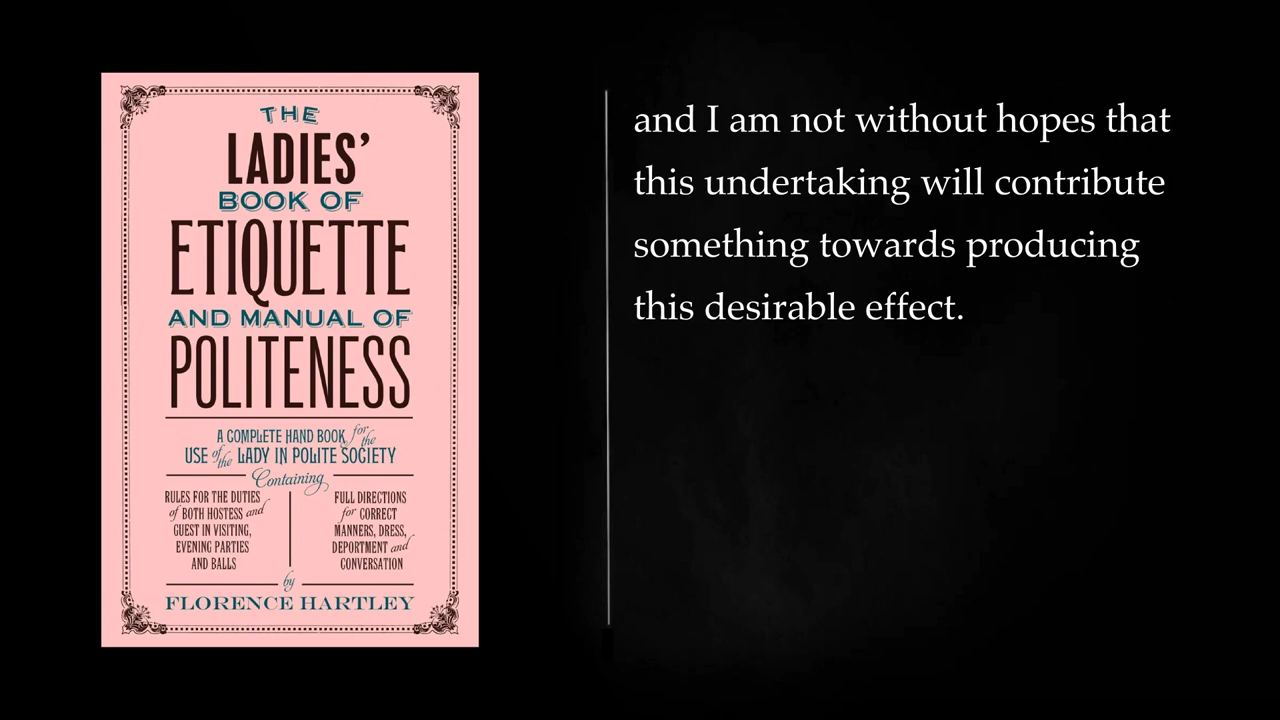 THE
LADIES'
BOOK OF
ETIQUETTE
AND MANUAL OF
POLITENESS
A COMPLETE HAND BOOK for the
USE of the LADY IN POLITE SOCIETY
Containing
RULES FOR THE DUTIES
of BOTH HOSTESS and
GUEST IN VISITING,
EVENING PARTIES
AND BALLS
FULL DIRECTIONS
for CORRECT
MANNERS, DRESS,
DEPORTMENT and
CONVERSATION
by
FLORENCE HARTLEY
and I am not without hopes that
this undertaking will contribute
something towards producing
this desirable effect.